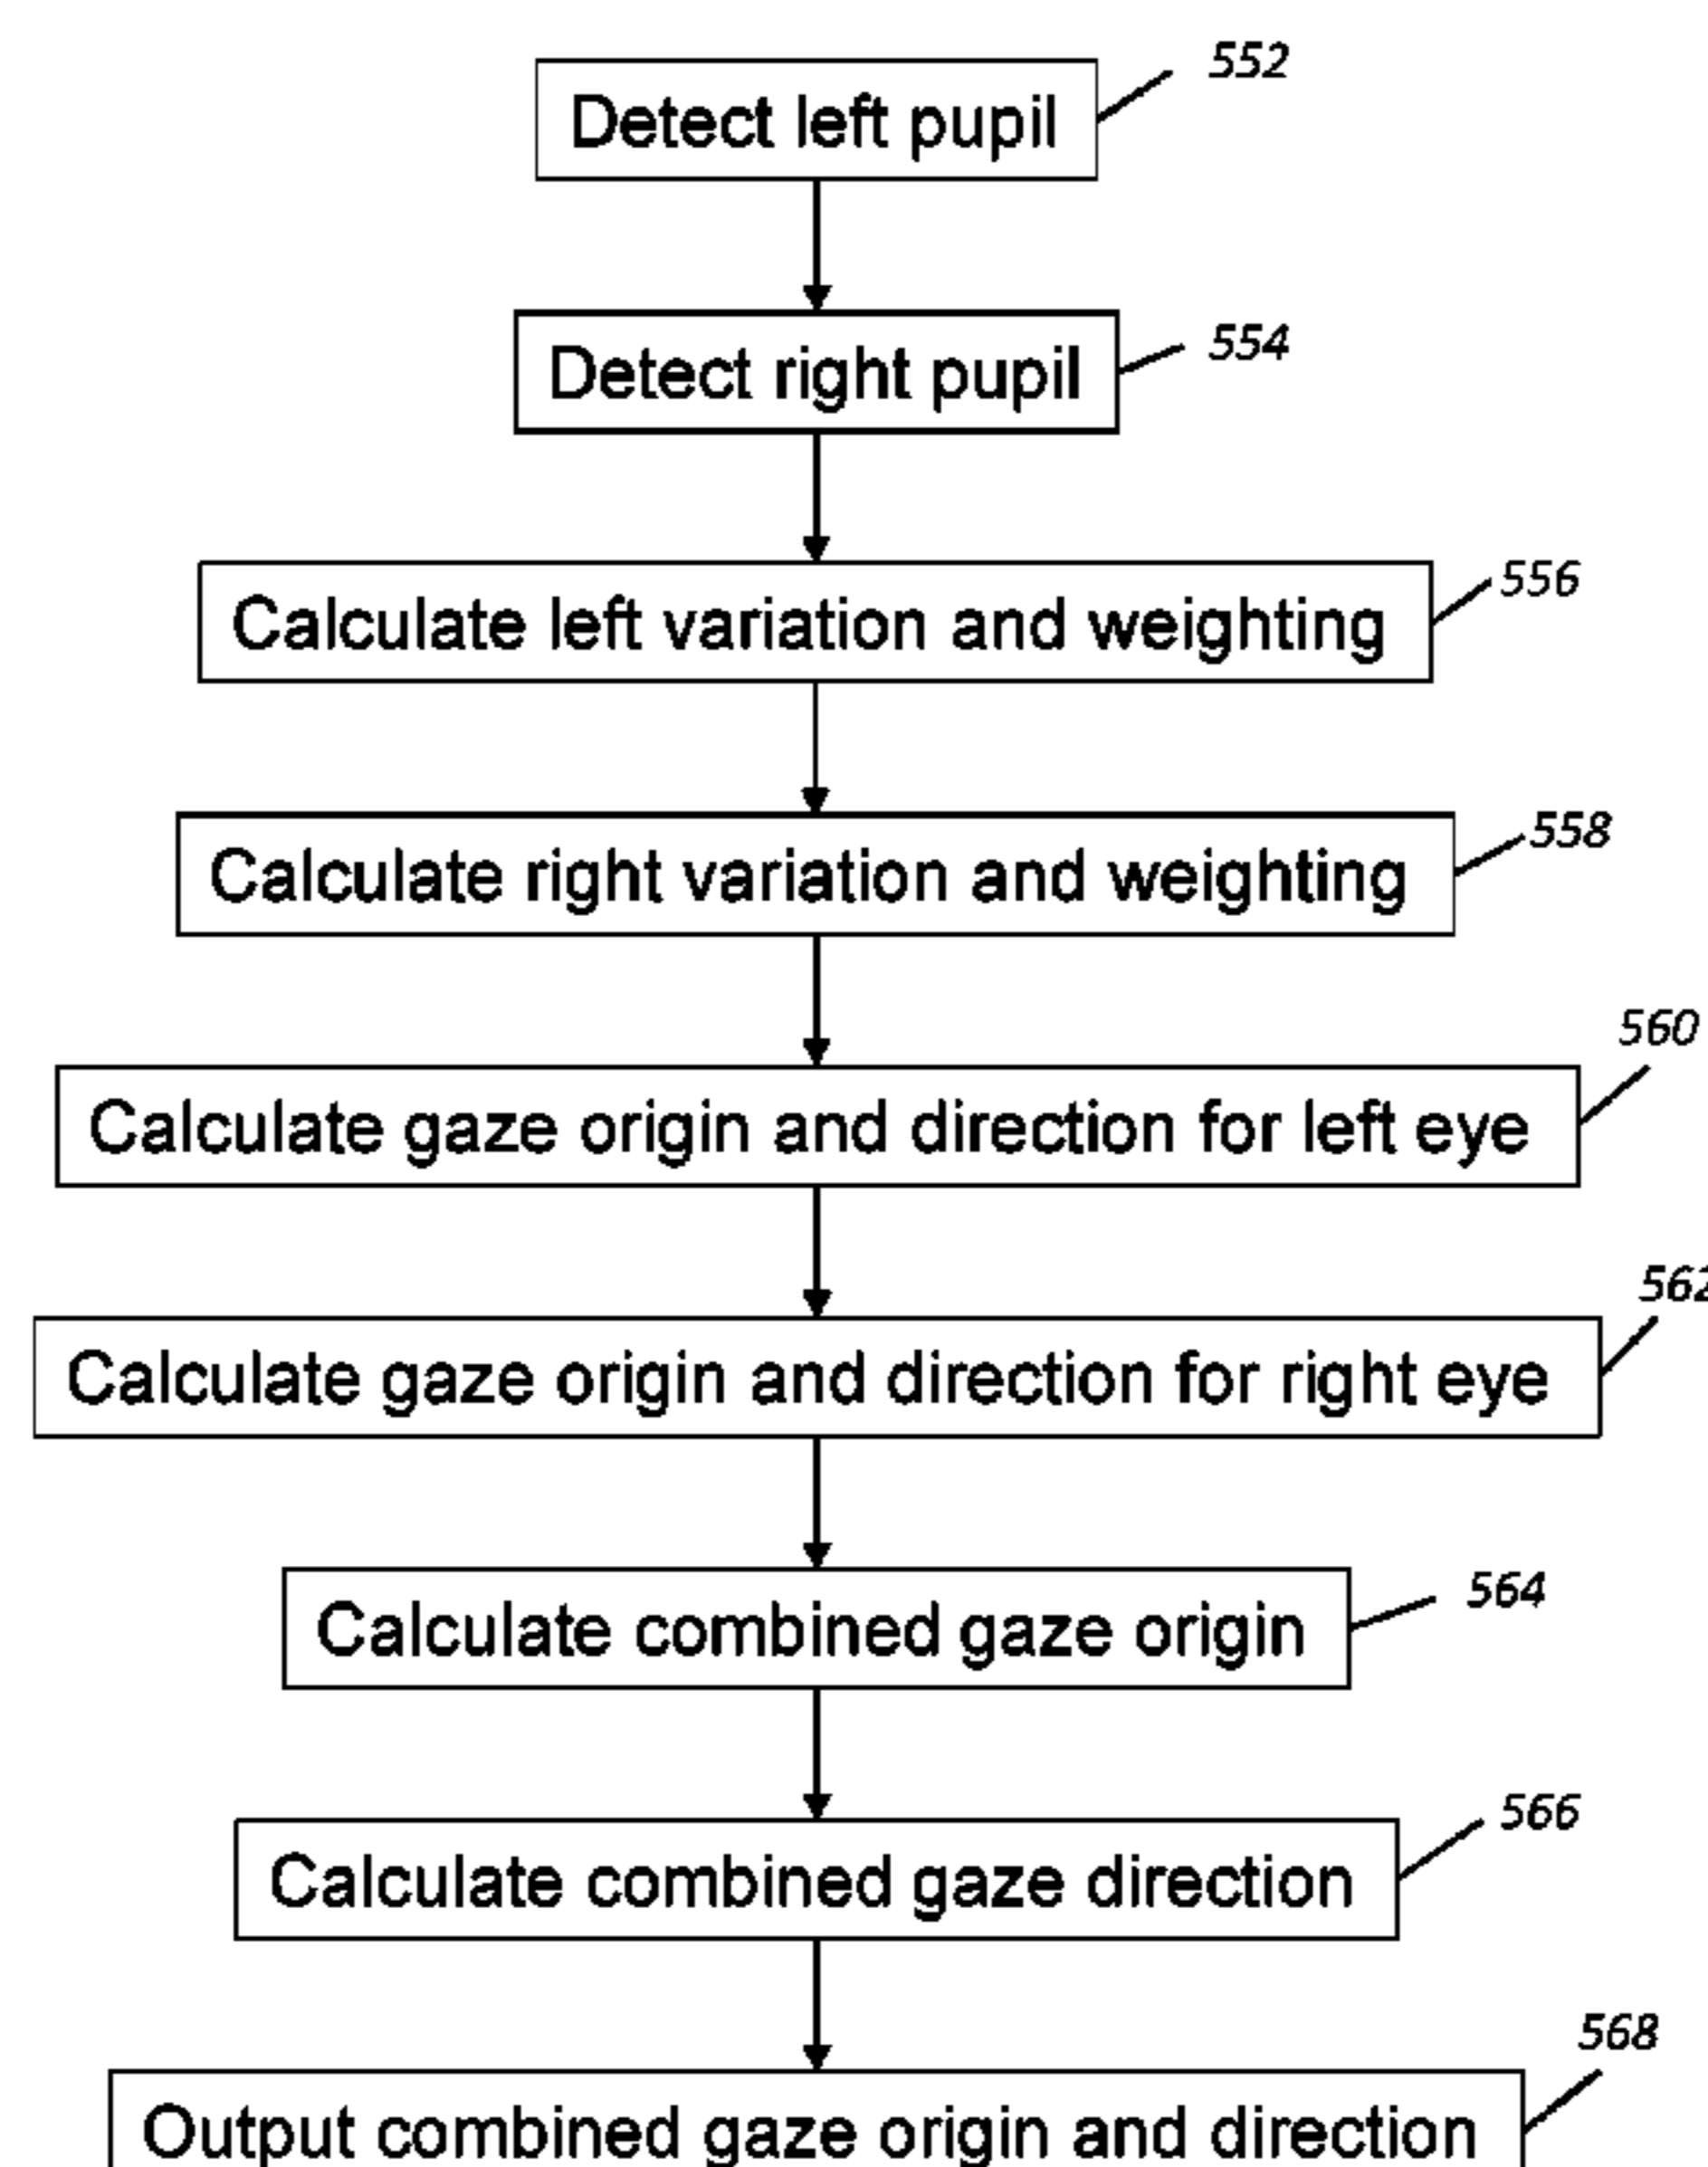 552
Detect left pupil
554
Detect right pupil
556
Calculate left variation and weighting
558
Calculate right variation and weighting
560
Calculate gaze origin and direction for left eye
562
Calculate gaze origin and direction for right eye
564
Calculate combined gaze origin
566
Calculate combined gaze direction
568
Output combined gaze origin and direction